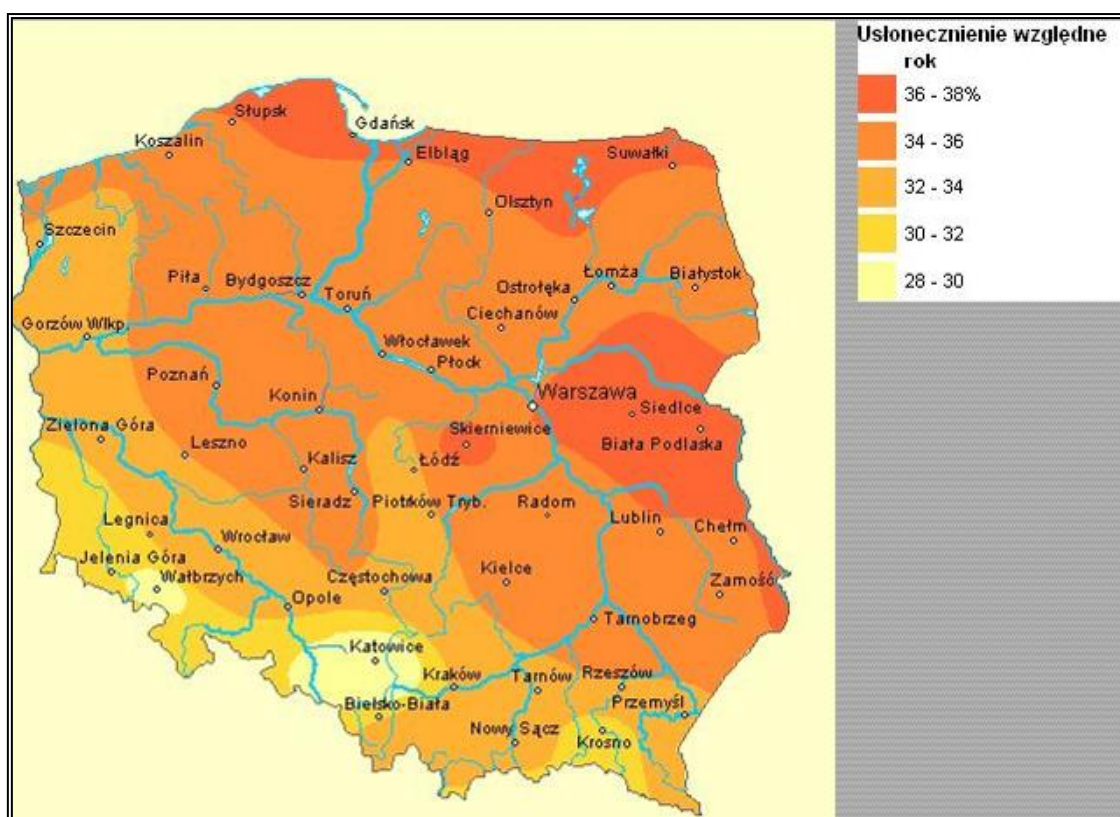 Usłonecznienie względne
rok
36 - 38%
34 - 36
32 - 34
30 - 32
28 - 30
Słupsk
Gdańsk
Koszalin
Elbląg
Suwałki
Olsztyn
Szczecin
Piła
Bydgoszcz
Toruń
Ostrołęka
Łomża
Białystok
Ciechanów
Gorzów Wlkp.
Włocławek
Płock
Poznań
Konin
Warszawa
Siedlce
Zielona Góra
Leszno
Kalisz
Łódź
Skierniewice
Biała Podlaska
Sieradz
Piotrków Tryb.
Radom
Lublin
Chełm
Legnica
Wrocław
Jelenia Góra
Wałbrzych
Częstochowa
Kielce
Zamość
Opole
Tarnobrzeg
Katowice
Kraków
Tarnów
Rzeszów
Bielsko-Biała
Przemyśl
Nowy Sącz
Krosno